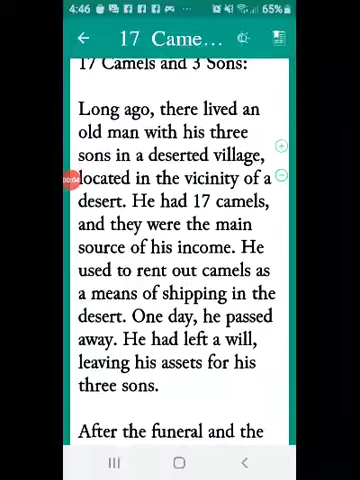 4:46
65%
17 Came...
17 Camels and 3 Sons:
Long ago, there lived an
old man with his three
sons in a deserted village,
located in the vicinity of a
desert. He had 17 camels,
and they were the main
source of his income. He
used to rent out camels as
a means of shipping in the
desert. One day, he passed
away. He had left a will,
leaving his assets for his
three sons.
After the funeral and the